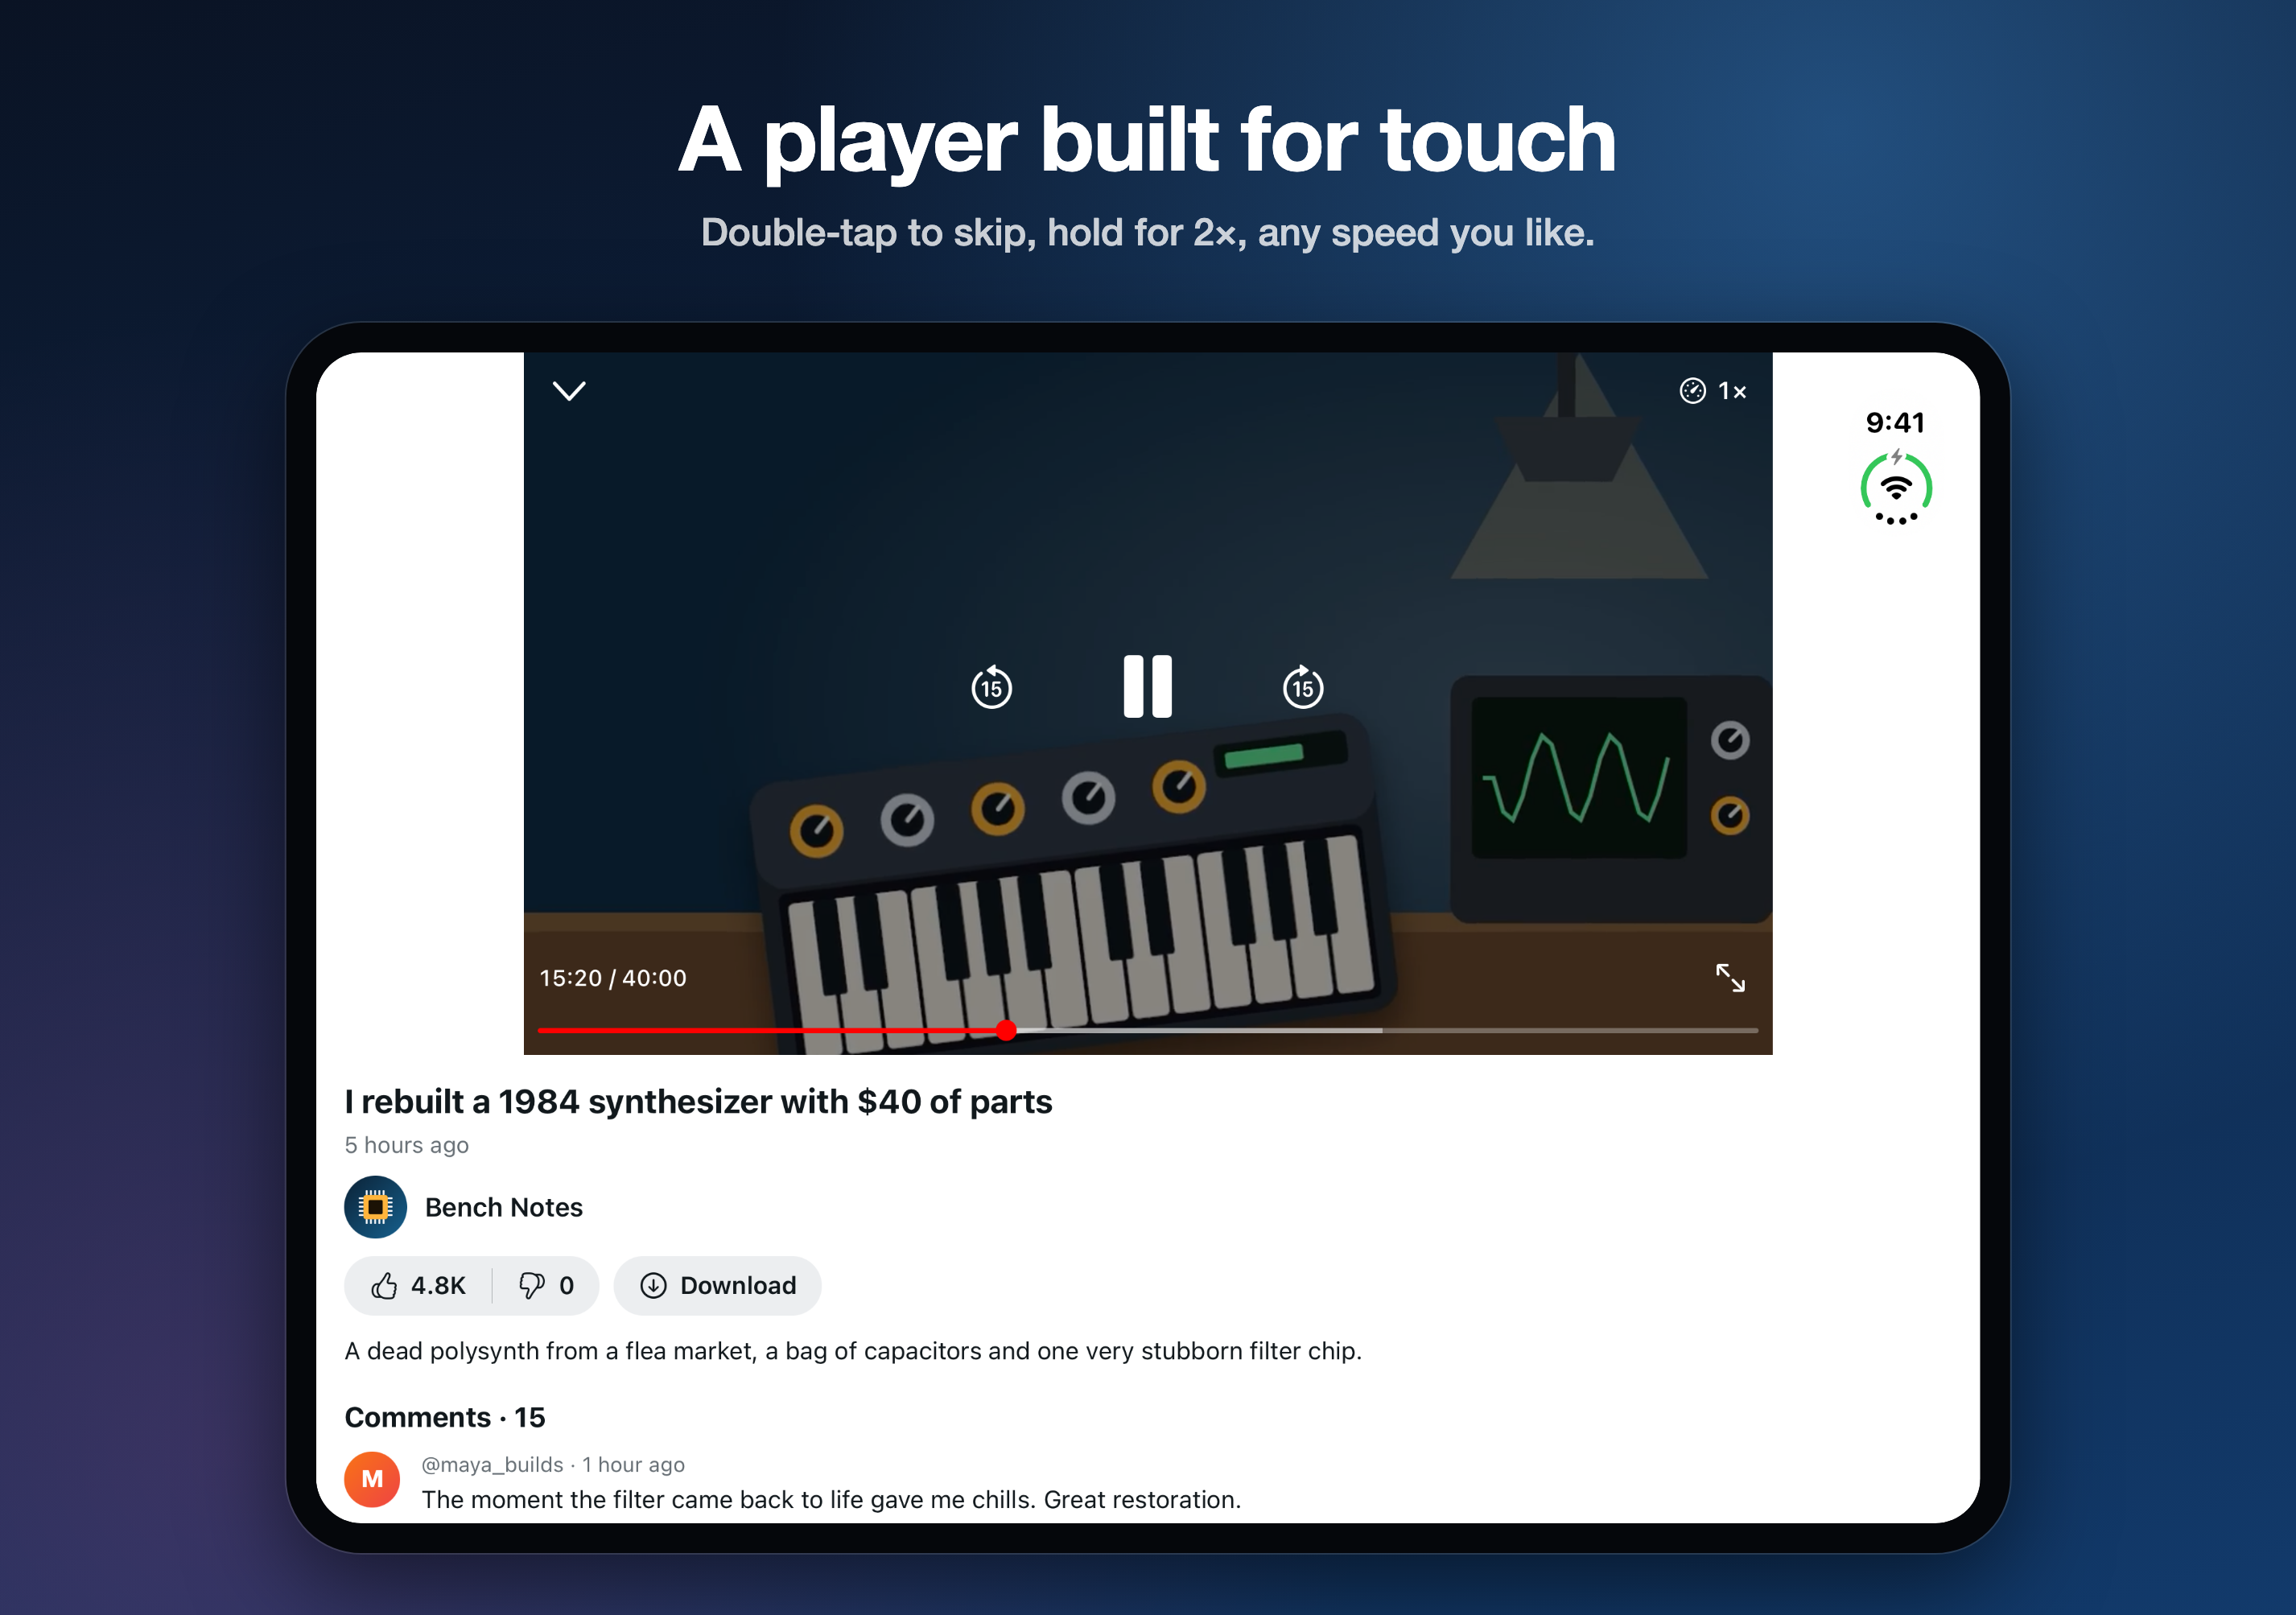 A player built for touch
Double-tap to skip, hold for 2×, any speed you like.
1×
9:41
15
15
15:20 / 40:00
I rebuilt a 1984 synthesizer with $40 of parts
5 hours ago
Bench Notes
4.8K
0
Download
A dead polysynth from a flea market, a bag of capacitors and one very stubborn filter chip.
Comments · 15
M
@maya_builds · 1 hour ago
The moment the filter came back to life gave me chills. Great restoration.